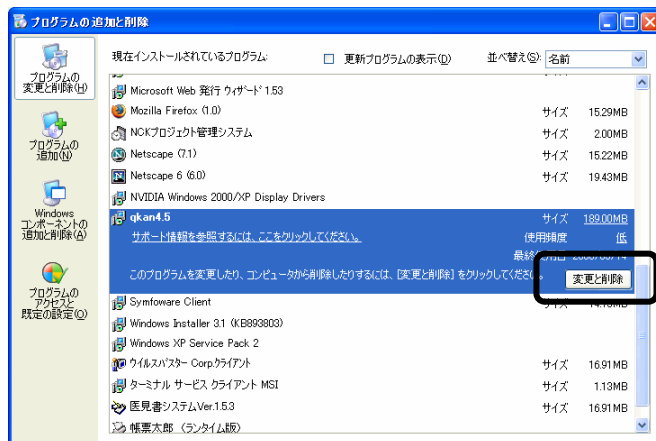 プログラムの追加と削除
現在インストールされているプログラム:
更新プログラムの表示(D)
並べ替え(S): 名前
プログラムの
変更と削除(H)
プログラムの
追加(N)
Windows
コンポーネントの
追加と削除(A)
プログラムの
アクセスと
既定の設定(O)
Microsoft Web 発行 ウィザード 1.53
Mozilla Firefox (1.0) サイズ 15.29MB
NCKプロジェクト管理システム サイズ 2.00MB
Netscape (7.1) サイズ 15.22MB
Netscape 6 (6.0) サイズ 19.43MB
NVIDIA Windows 2000/XP Display Drivers
qkan4.5 サイズ 189.00MB
サポート情報を参照するには、ここをクリックしてください。 使用頻度 低
このプログラムを変更したり、コンピュータから削除したりするには、[変更と削除] をクリックしてください。 変更と削除
Symfoware Client サイズ
Windows Installer 3.1 (KB893803)
Windows XP Service Pack 2
ウイルスバスター Corp.クライアント サイズ 16.91MB
ターミナル サービス クライアント MSI サイズ 1.13MB
医見書システムVer.1.5.3 サイズ 16.91MB
帳票太郎 (ランタイム版)